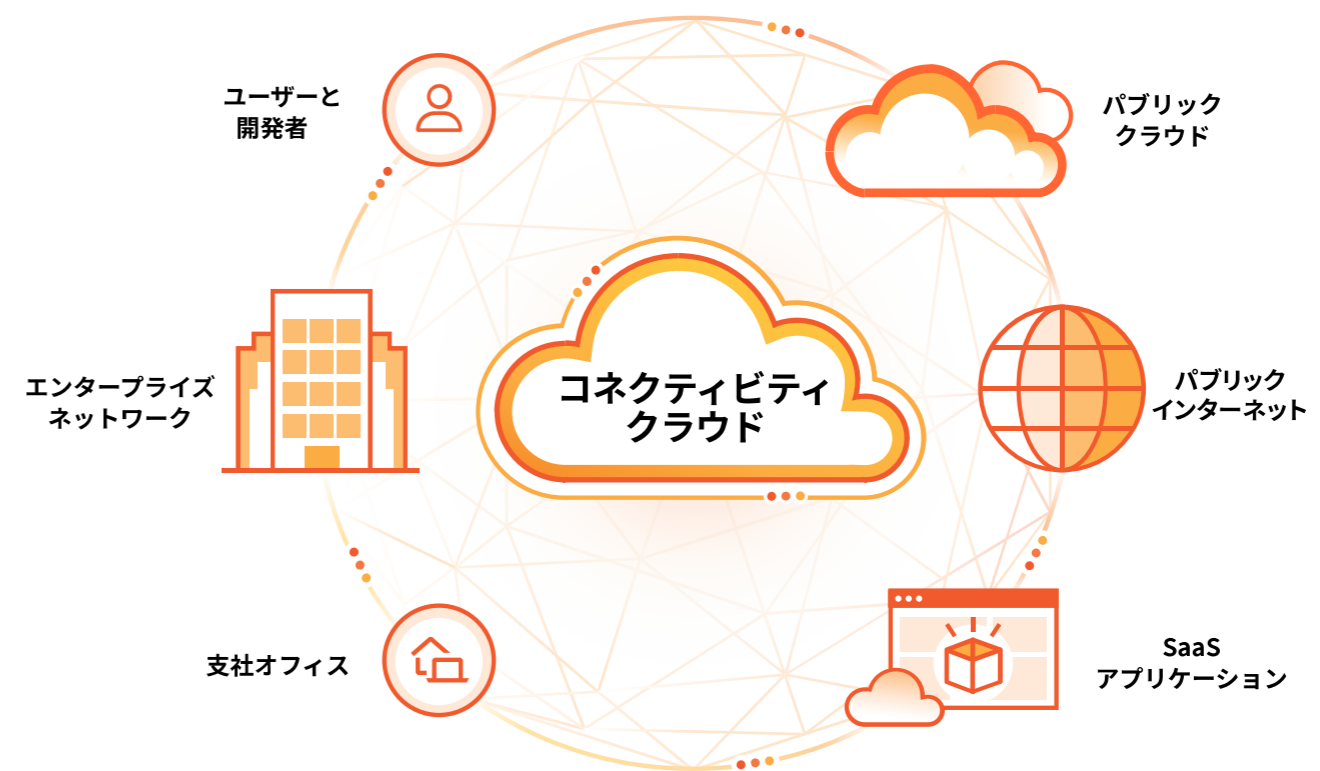 ユーザーと
開発者
パブリック
クラウド
エンタープライズ
ネットワーク
コネクティビティ
クラウド
パブリック
インターネット
支社オフィス
SaaS
アプリケーション